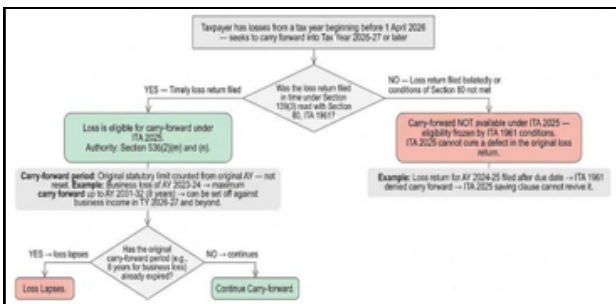 Taxpayer has losses from a tax year beginning before 1 April 2026
— seeks to carry forward into Tax Year 2026-27 or later
YES — Timely loss return filed
Was the loss return filed
in time under Section
139(3) read with Section
80, ITA 1961?
NO — Loss return filed belatedly or
conditions of Section 80 not met
Loss is eligible for carry-forward under
ITA 2025.
Authority: Section 536(2)(m) and (n).
Carry-forward NOT available under ITA 2025 —
eligibility frozen by ITA 1961 conditions.
ITA 2025 cannot cure a defect in the original loss
return.
Carry-forward period: Original statutory limit counted from original AY — not
reset. Example: Business loss of AY 2023-24 → maximum
carry forward up to AY 2031-32 (8 years) → can be set off against
business income in TY 2026-27 and beyond.
Example: Loss return for AY 2024-25 filed after due date → ITA 1961
denied carry forward → ITA 2025 saving clause cannot revive it.
YES → loss lapses
Has the original
carry-forward period (e.g.,
8 years for business loss)
already expired?
NO → continues
Loss Lapses.
Continue Carry-forward.